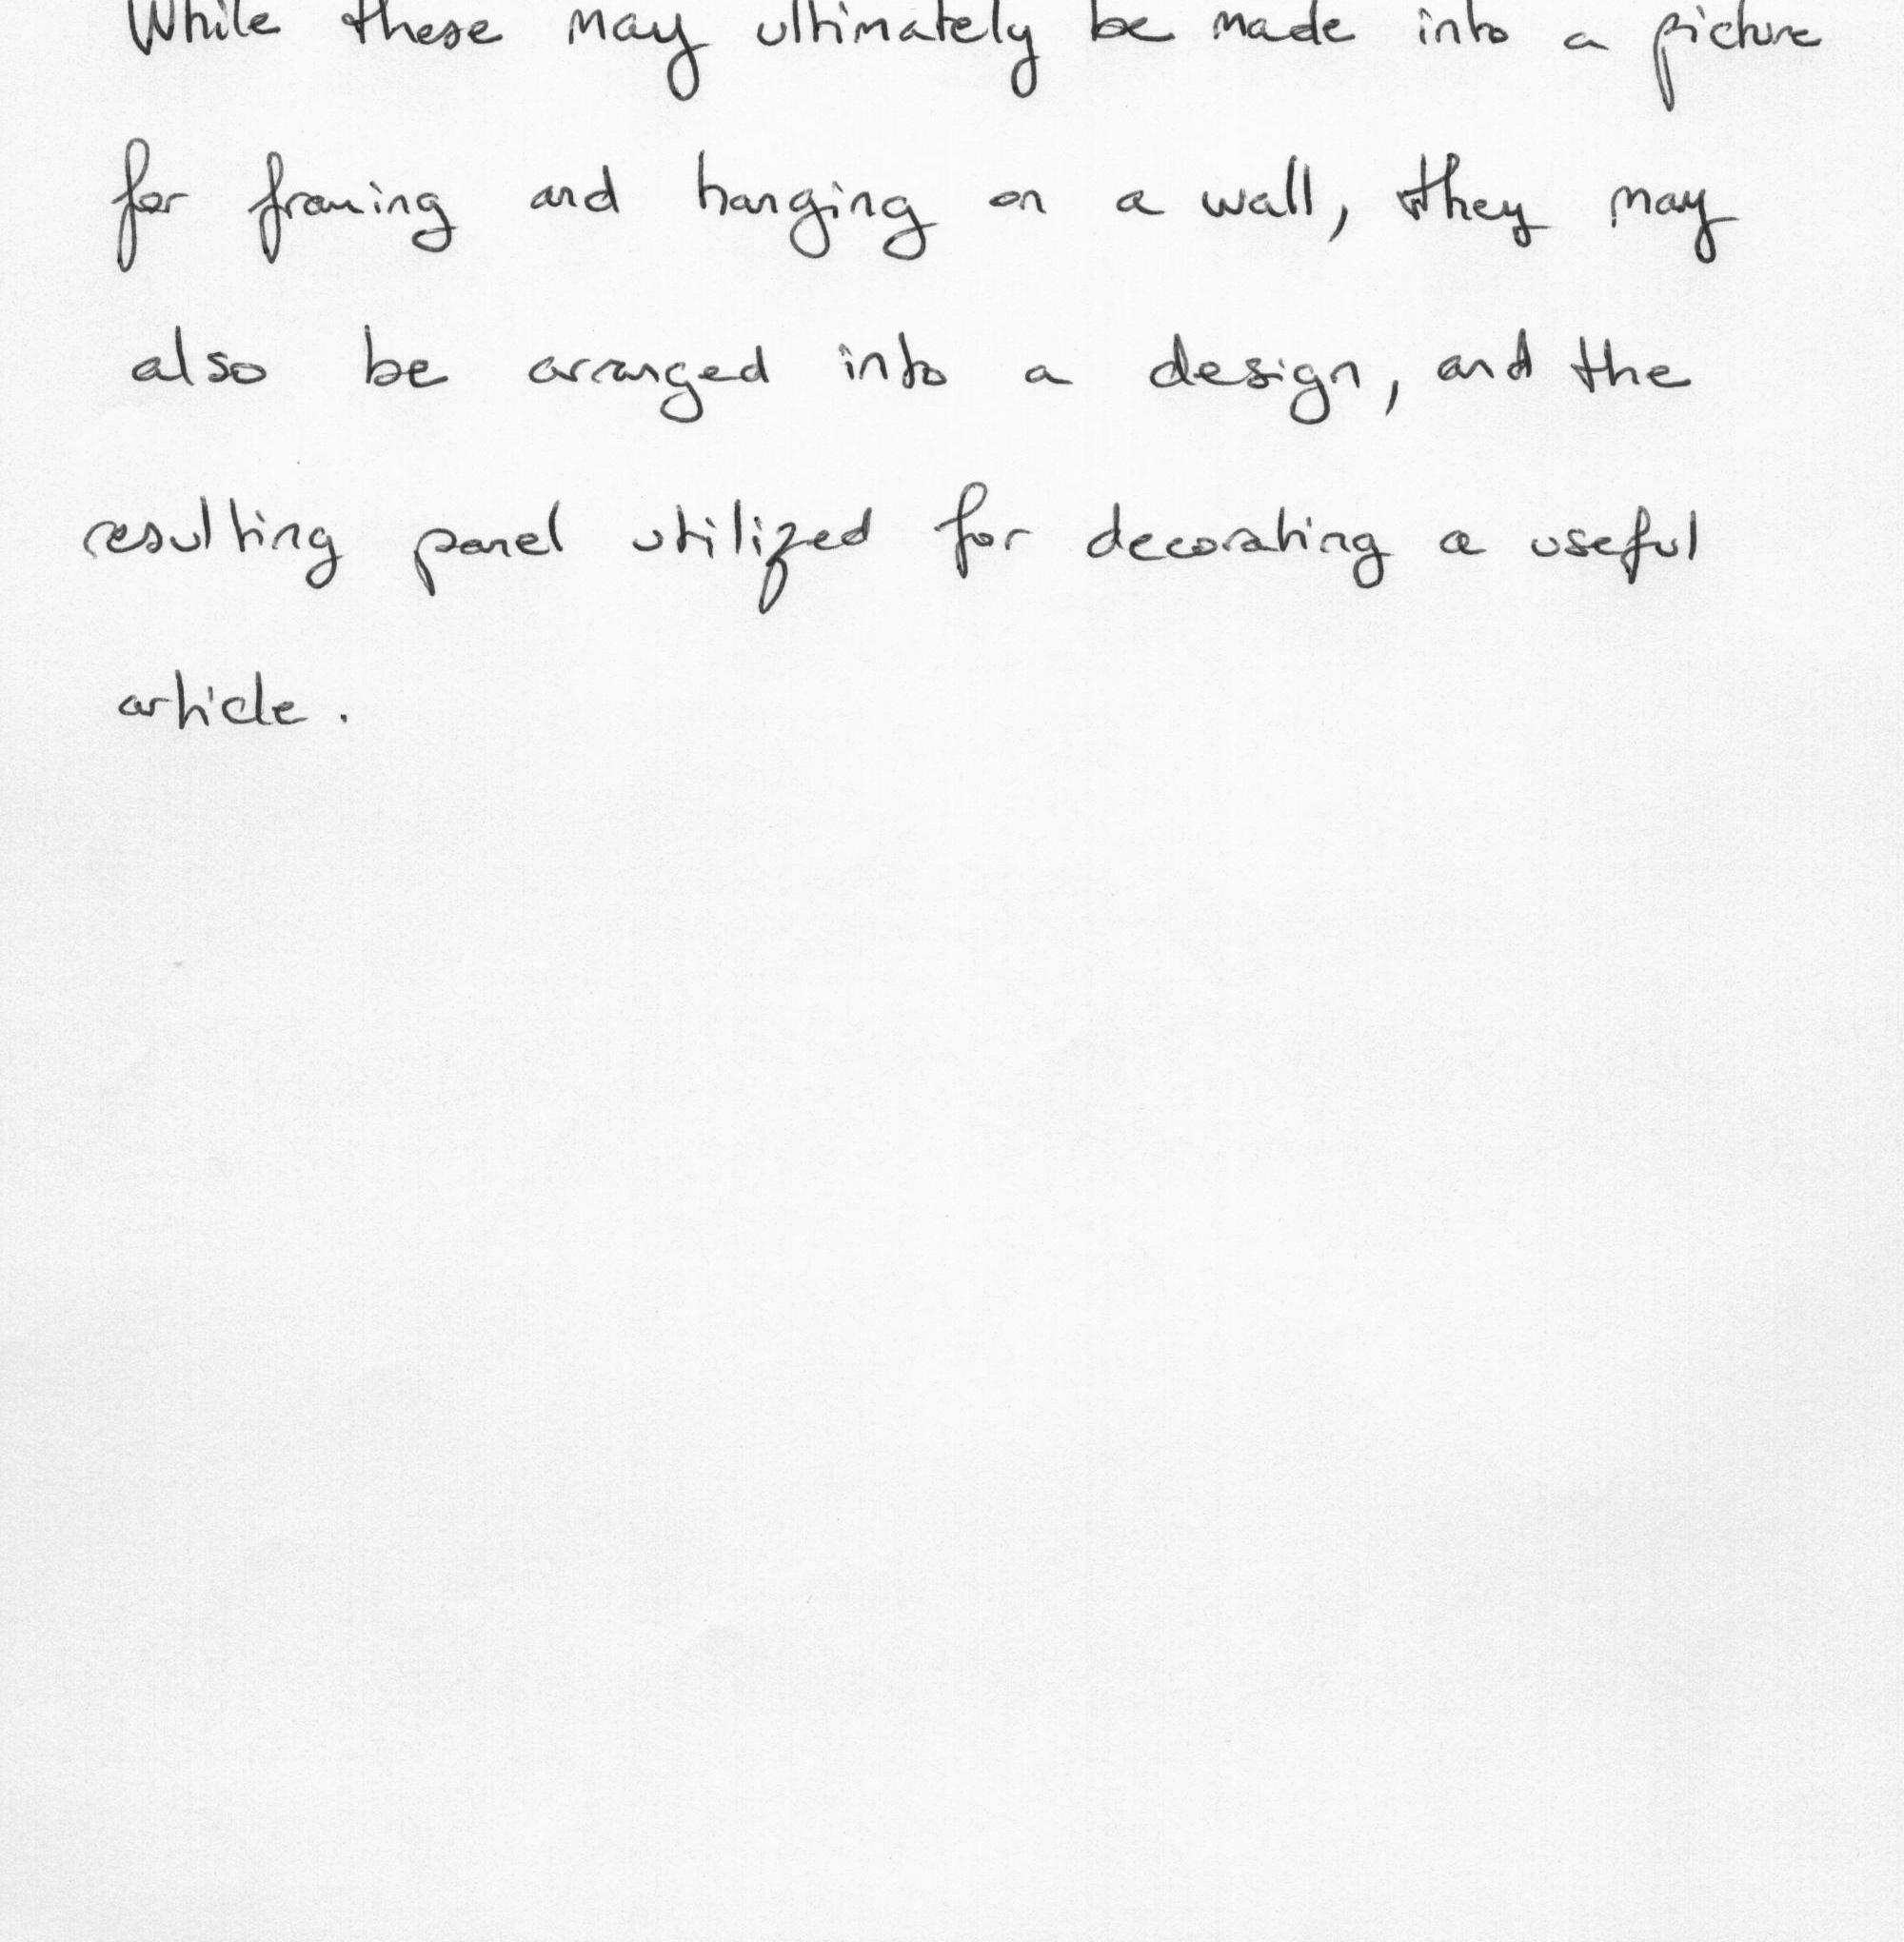 While these may ultimately be made into a picture
for framing and hanging on a wall, they may
also be arranged into a design, and the
resulting panel utilized for decorating a useful
article.